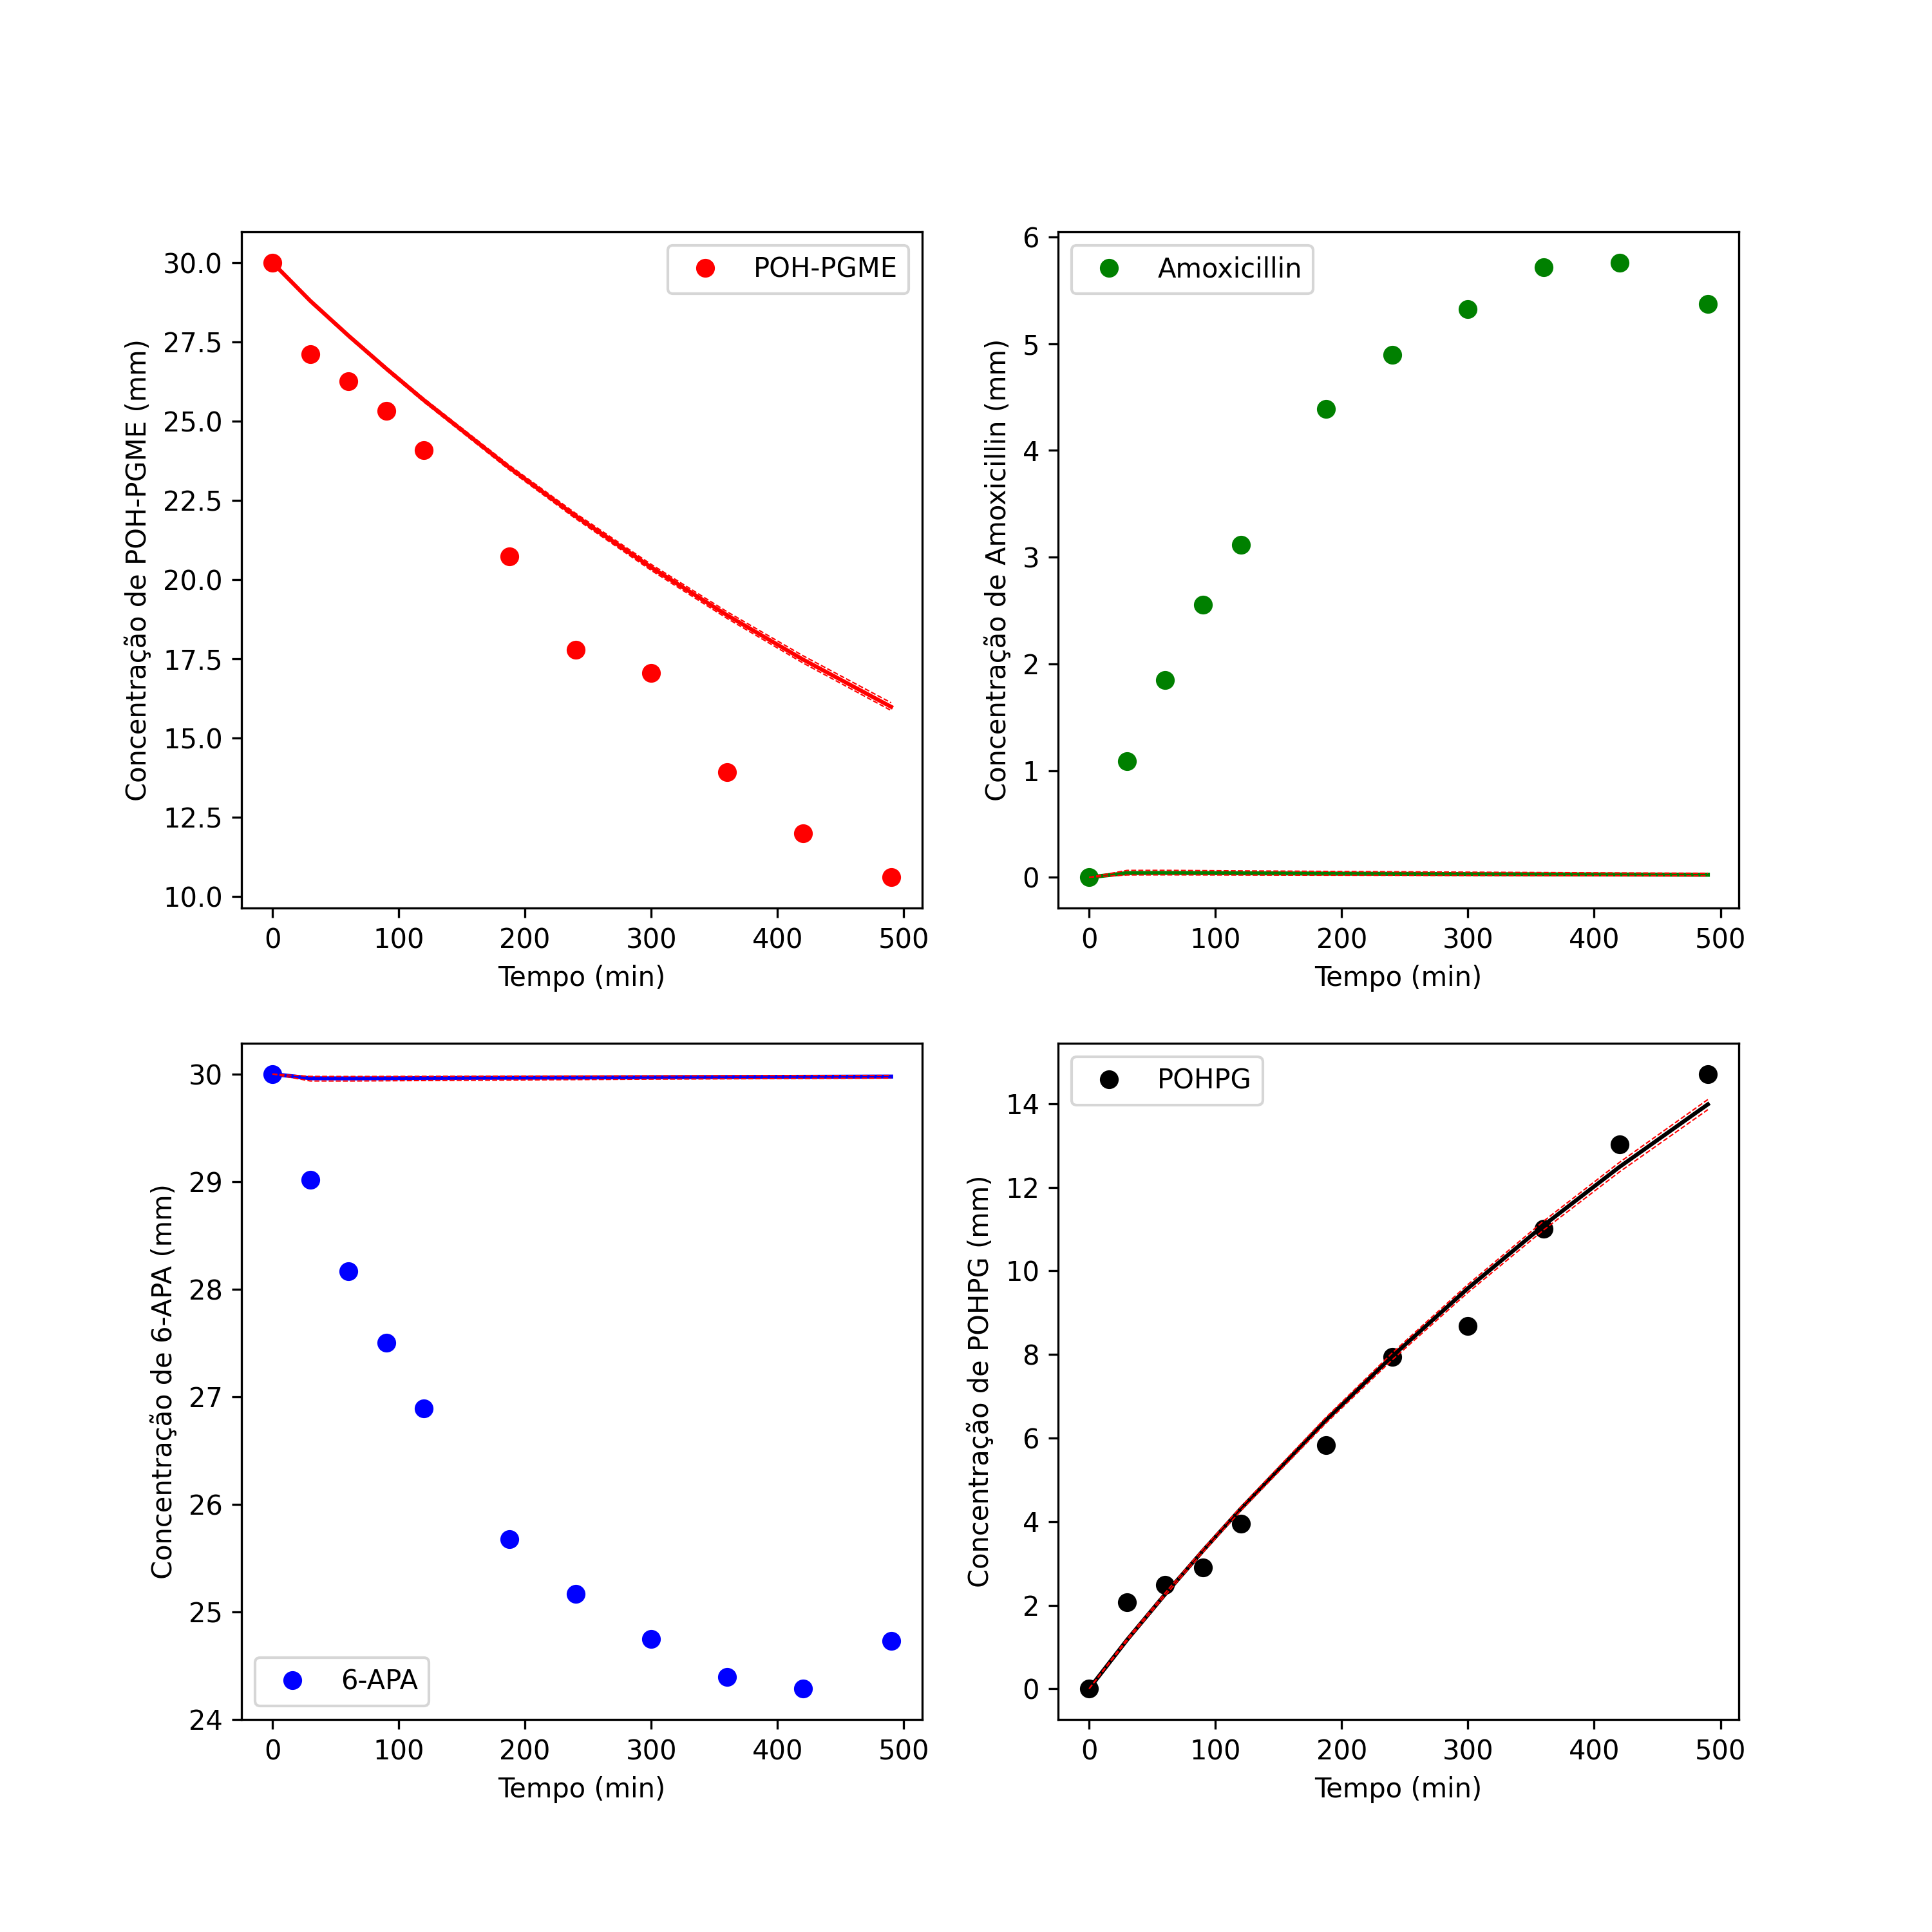 POH-PGME
Concentração de POH-PGME (mm)
30.0
27.5
25.0
22.5
20.0
17.5
15.0
12.5
10.0
0 100 200 300 400 500
Tempo (min)
Amoxicillin
Concentração de Amoxicillin (mm)
6
5
4
3
2
1
0
0 100 200 300 400 500
Tempo (min)
6-APA
Concentração de 6-APA (mm)
30
29
28
27
26
25
24
0 100 200 300 400 500
Tempo (min)
POHPG
Concentração de POHPG (mm)
14
12
10
8
6
4
2
0
0 100 200 300 400 500
Tempo (min)